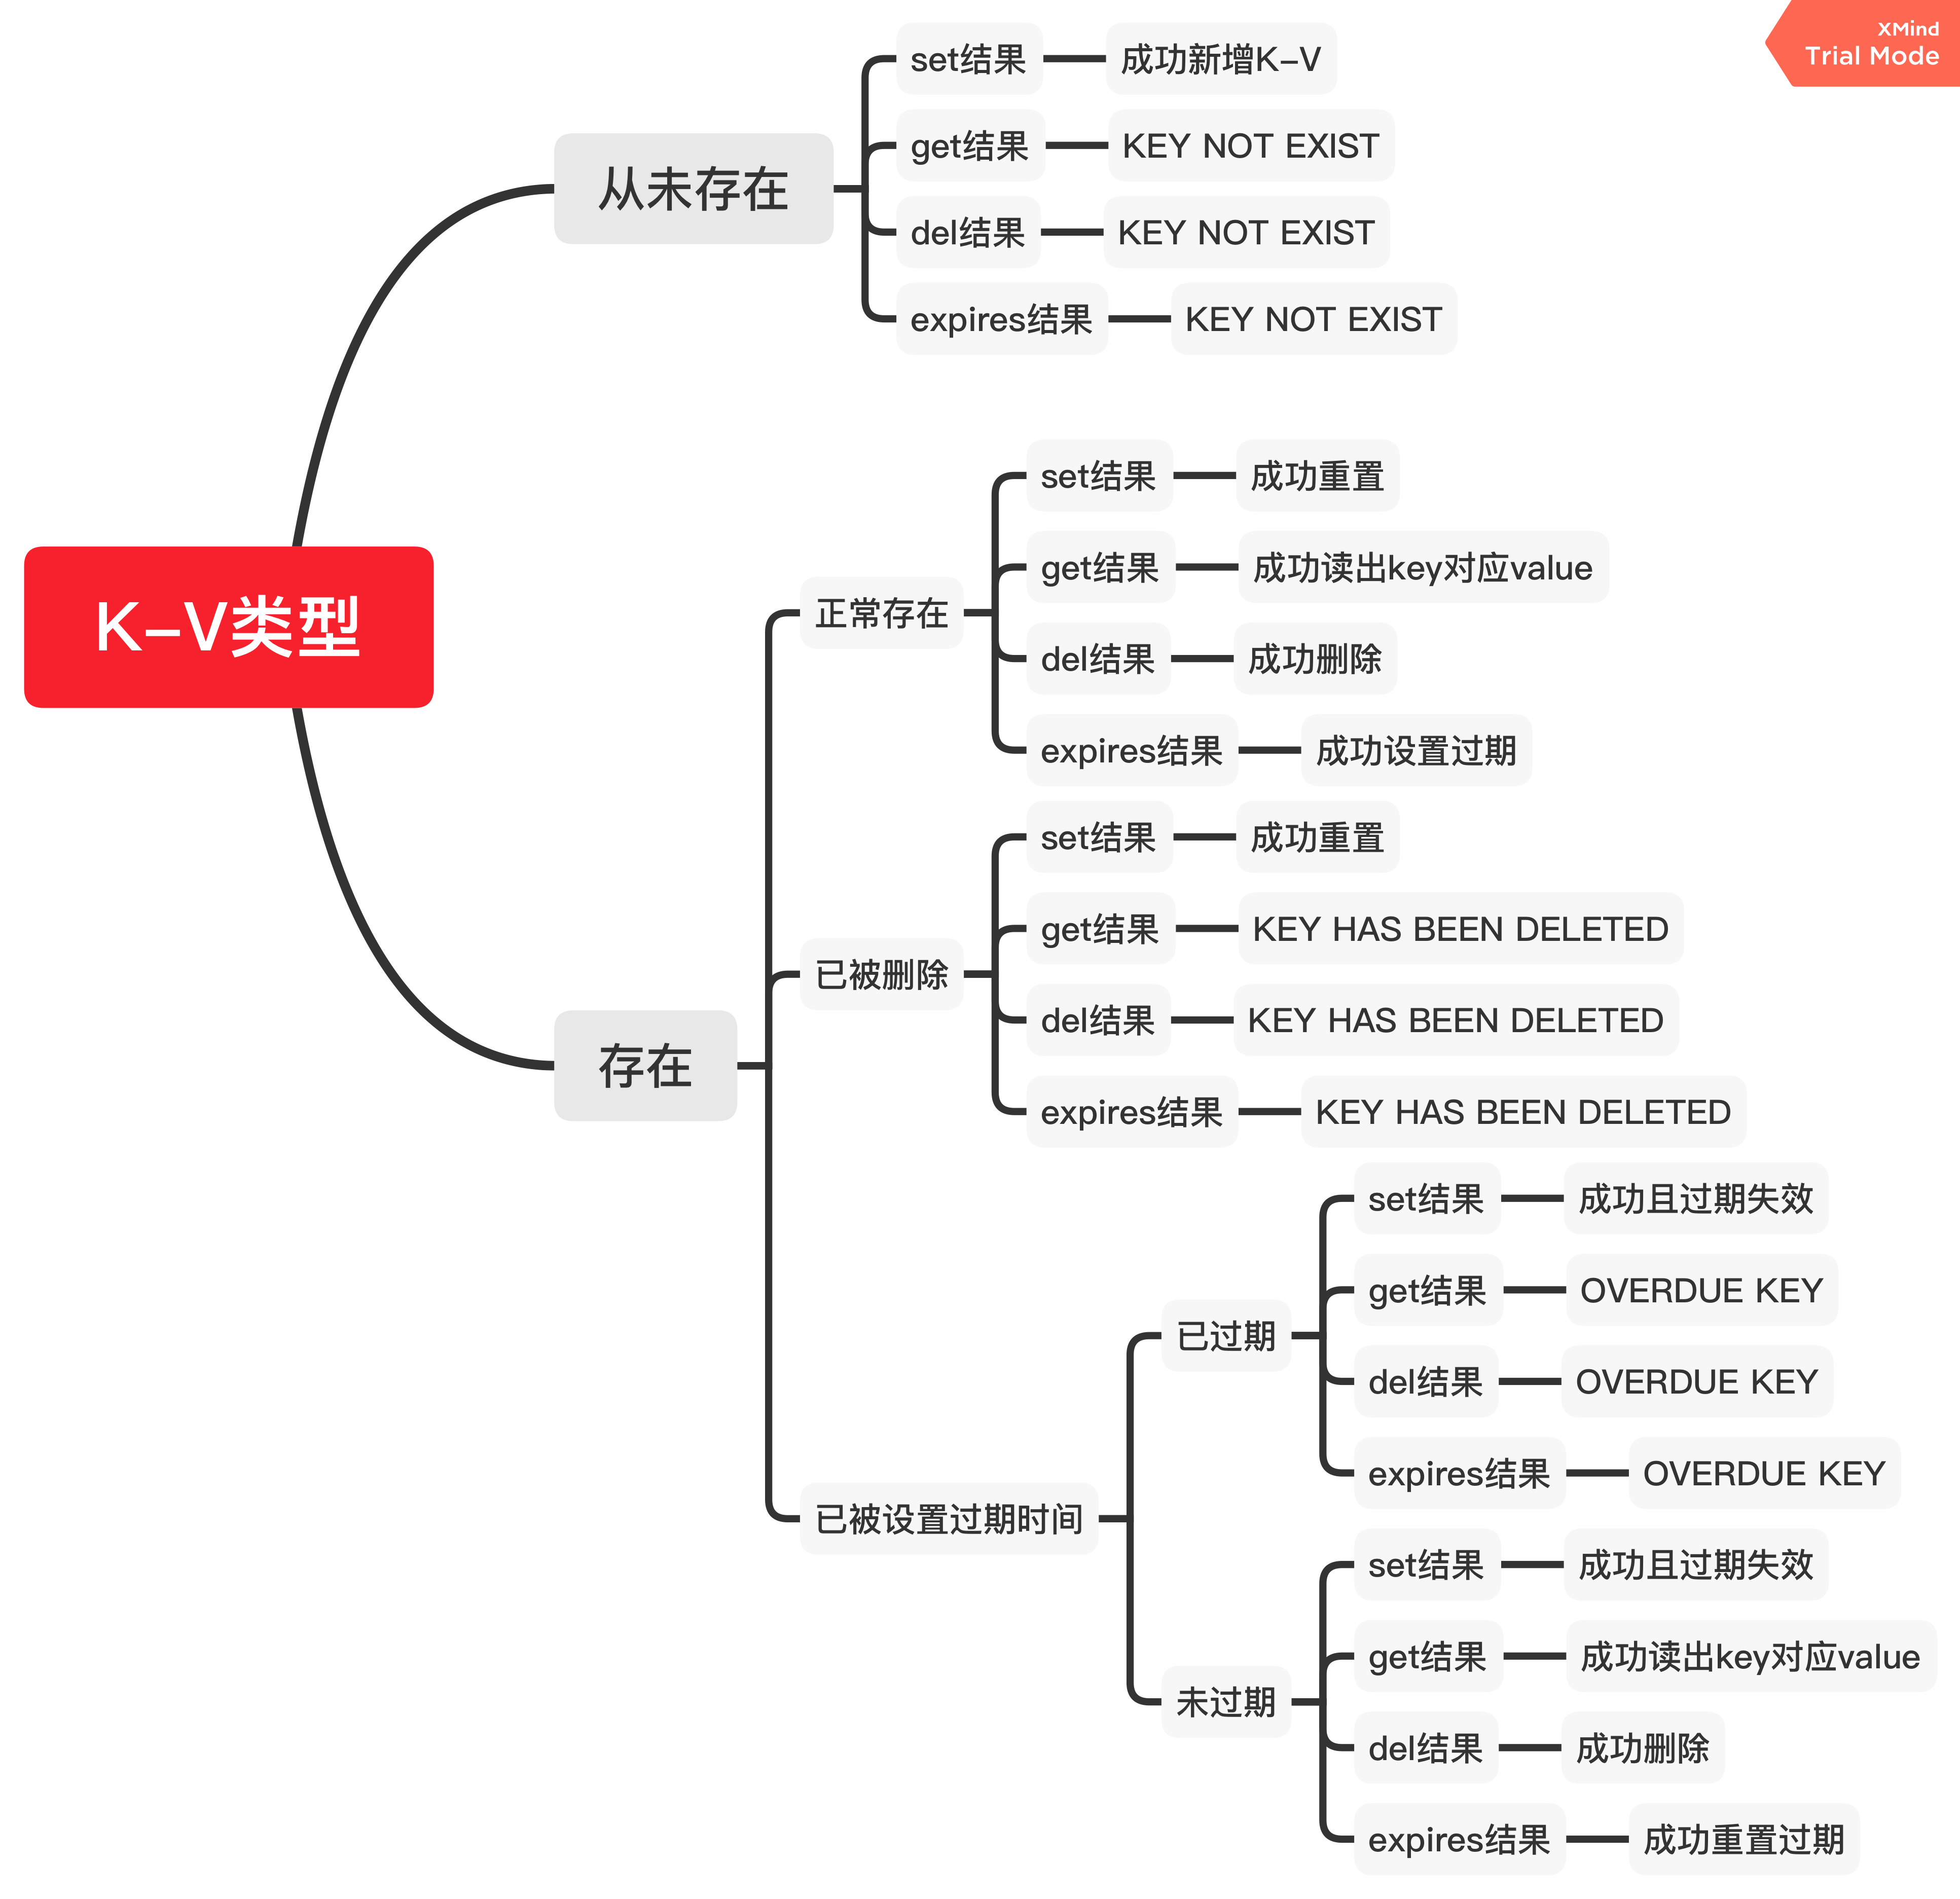 XMind
Trial Mode
K-V类型
从未存在
set结果
成功新增K-V
get结果
KEY NOT EXIST
del结果
KEY NOT EXIST
expires结果
KEY NOT EXIST
存在
正常存在
set结果
成功重置
get结果
成功读出key对应value
del结果
成功删除
expires结果
成功设置过期
已被删除
set结果
成功重置
get结果
KEY HAS BEEN DELETED
del结果
KEY HAS BEEN DELETED
expires结果
KEY HAS BEEN DELETED
已被设置过期时间
已过期
set结果
成功且过期失效
get结果
OVERDUE KEY
del结果
OVERDUE KEY
expires结果
OVERDUE KEY
未过期
set结果
成功且过期失效
get结果
成功读出key对应value
del结果
成功删除
expires结果
成功重置过期